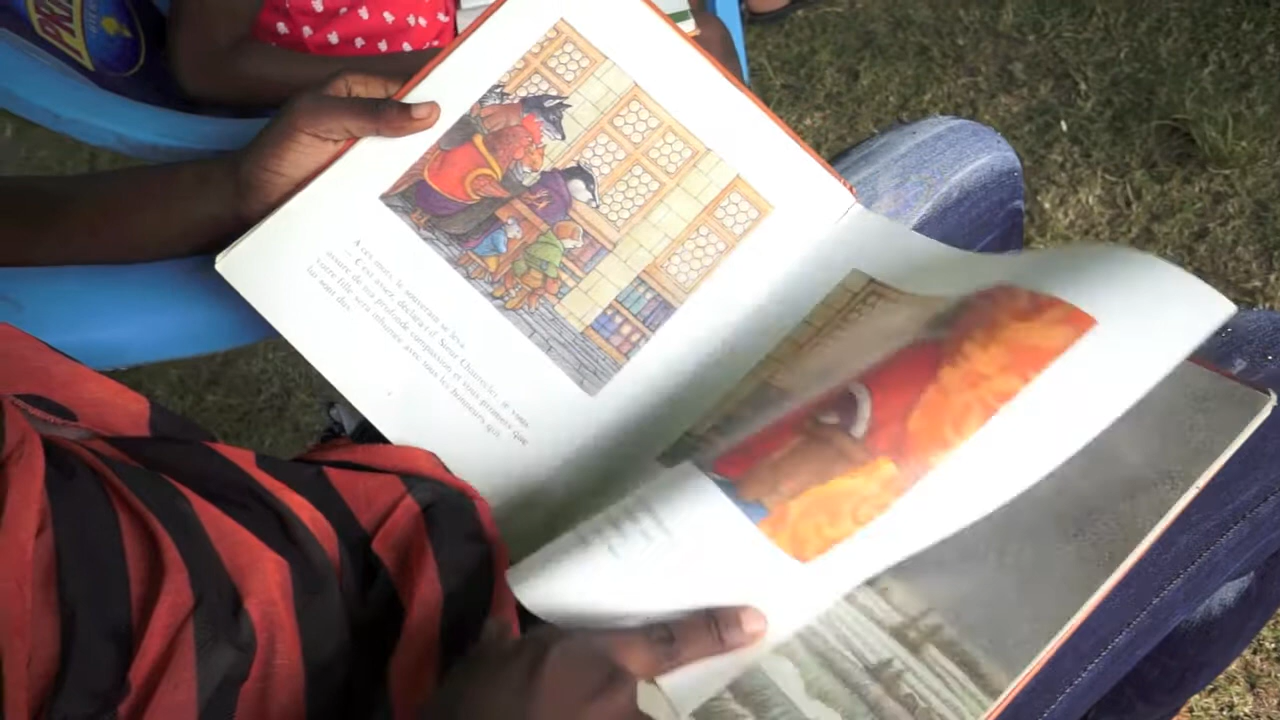 A ces mots, le souverain se leva.
— C'est assez, déclara-t-il. Sieur Chantecler, je vous
assure de ma profonde compassion et vous promets que
votre fille sera inhumée avec tous les honneurs qui
lui sont dus.